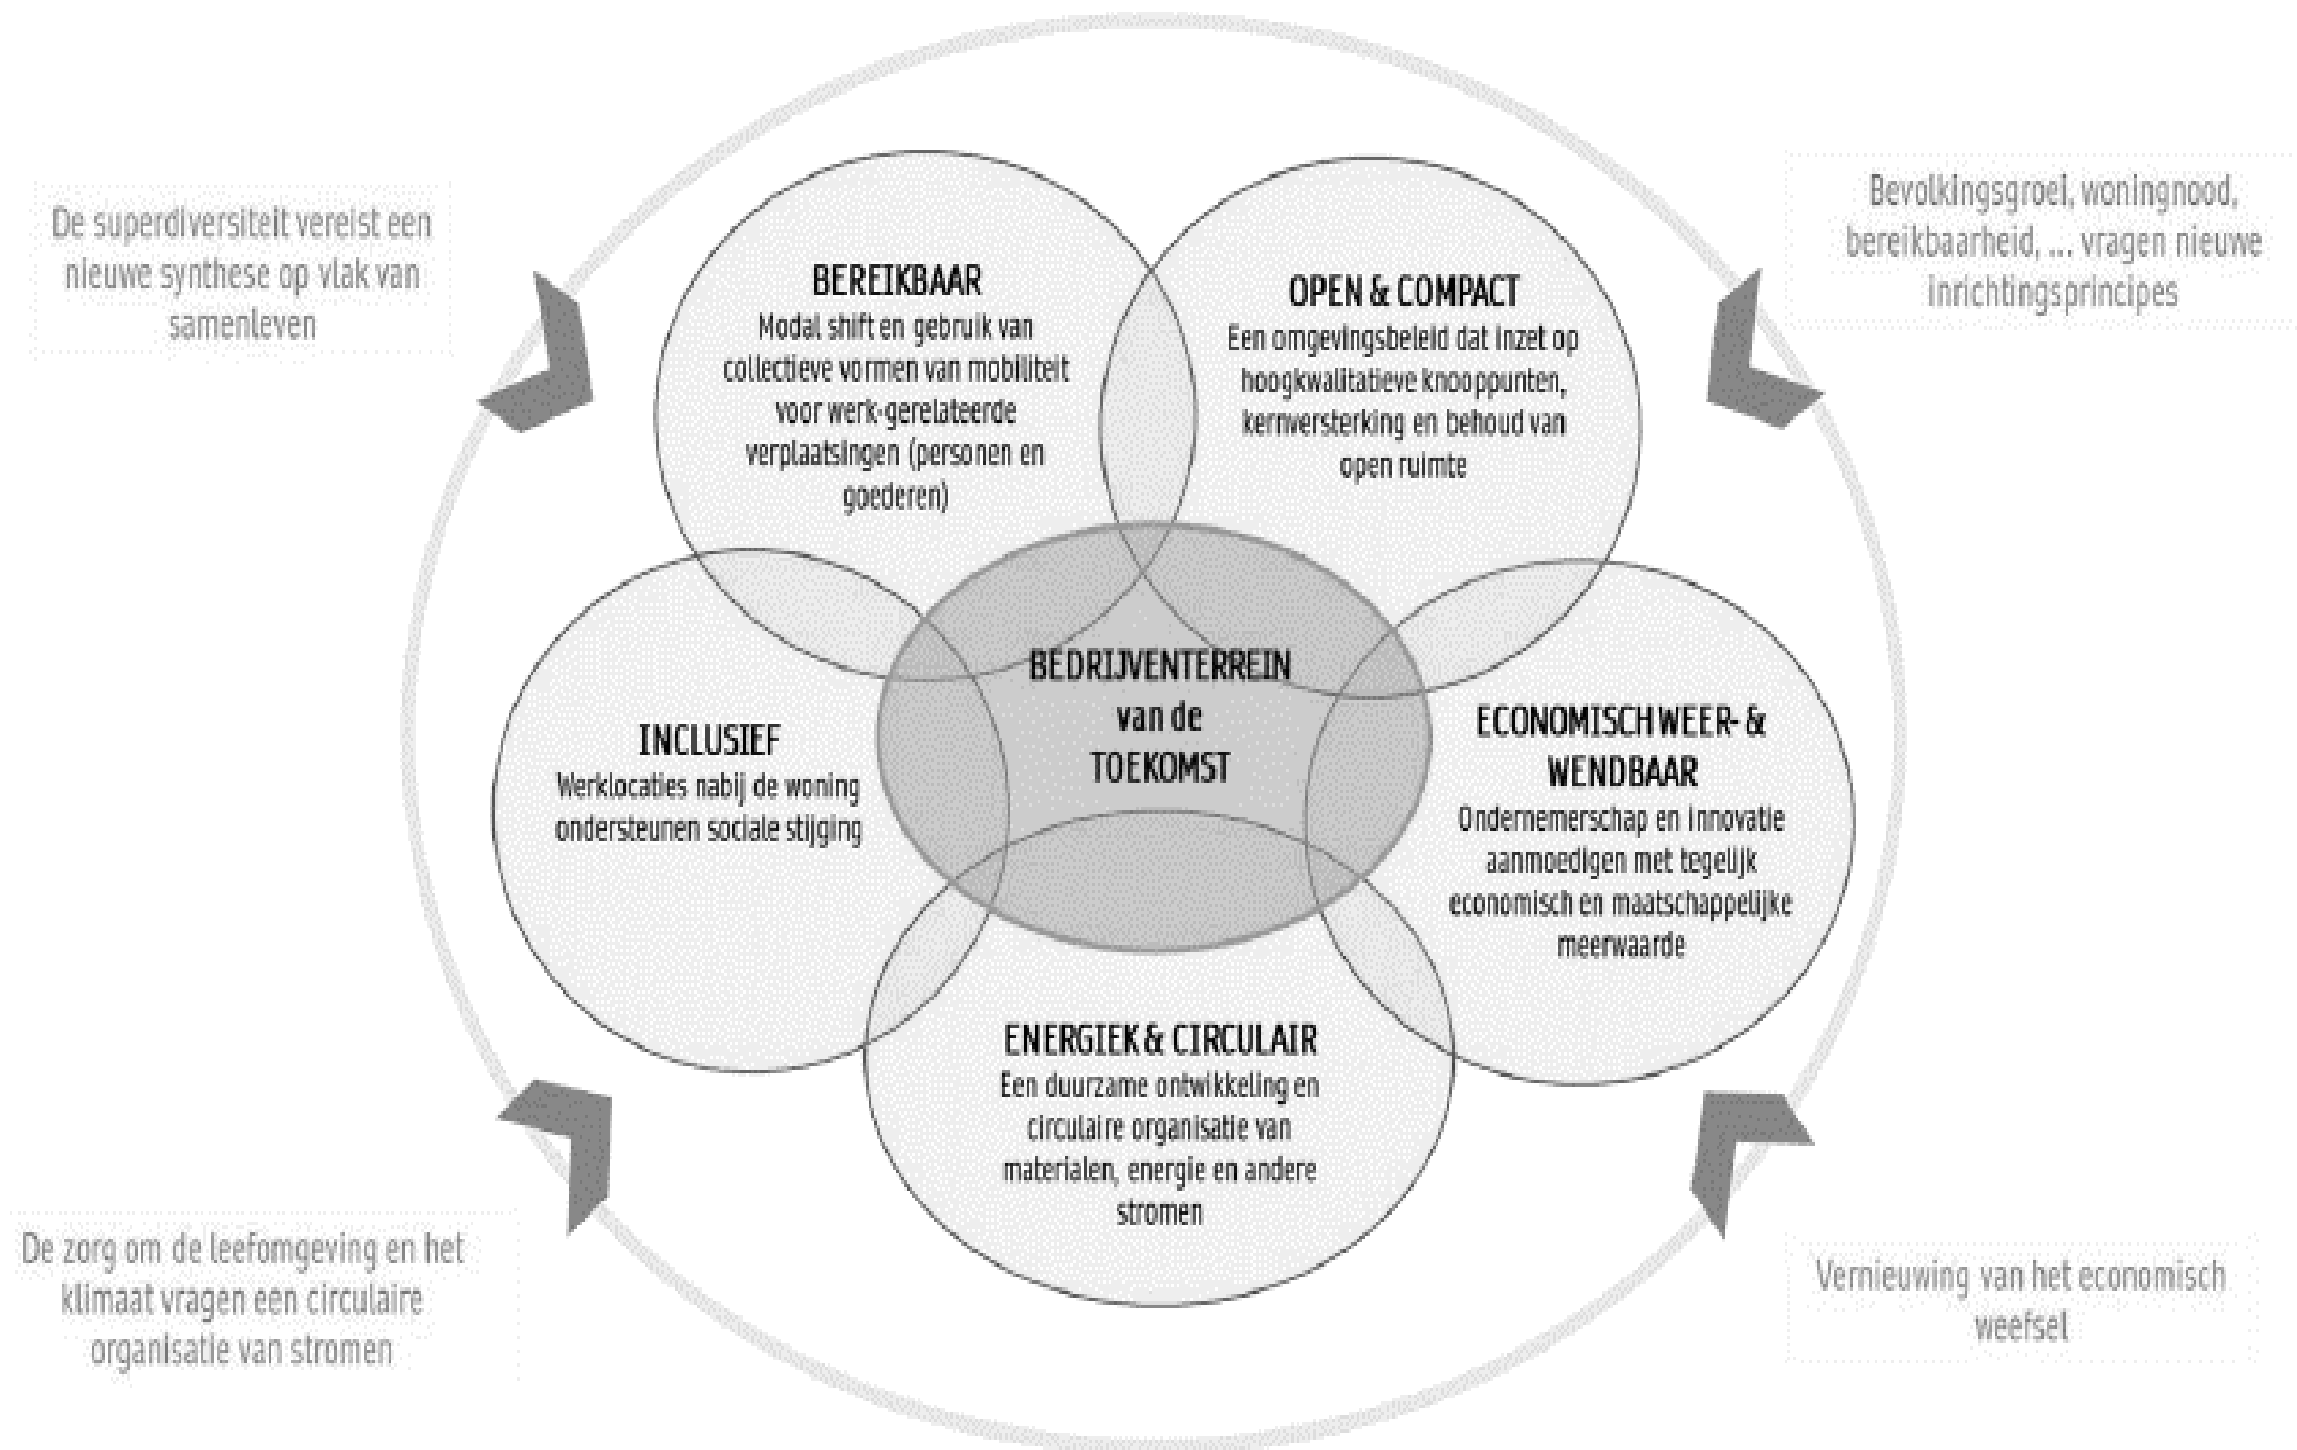 De superdiversiteit vereist een
nieuwe synthese op vlak van
samenleven
Bevolkingsgroei, woningnood,
bereikbaarheid, ... vragen nieuwe
inrichtingsprincipes
BEREIKBAAR
Modal shift en gebruik van
collectieve vormen van mobiliteit
voor werk-gerelateerde
verplaatsingen (personen en
goederen)
OPEN & COMPACT
Een omgevingsbeleid dat inzet op
hoogkwalitatieve knooppunten,
kernversterking en behoud van
open ruimte
BEDRIJVENTERREIN
van de
TOEKOMST
INCLUSIEF
Werklocaties nabij de woning
ondersteunen sociale stijging
ECONOMISCH WEER- &
WENDBAAR
Ondernemerschap en innovatie
aanmoedigen met tegelijk
economisch en maatschappelijke
meerwaarde
ENERGIEK & CIRCULAIR
Een duurzame ontwikkeling en
circulaire organisatie van
materialen, energie en andere
stromen
De zorg om de leefomgeving en het
klimaat vragen een circulaire
organisatie van stromen
Vernieuwing van het economisch
weefsel